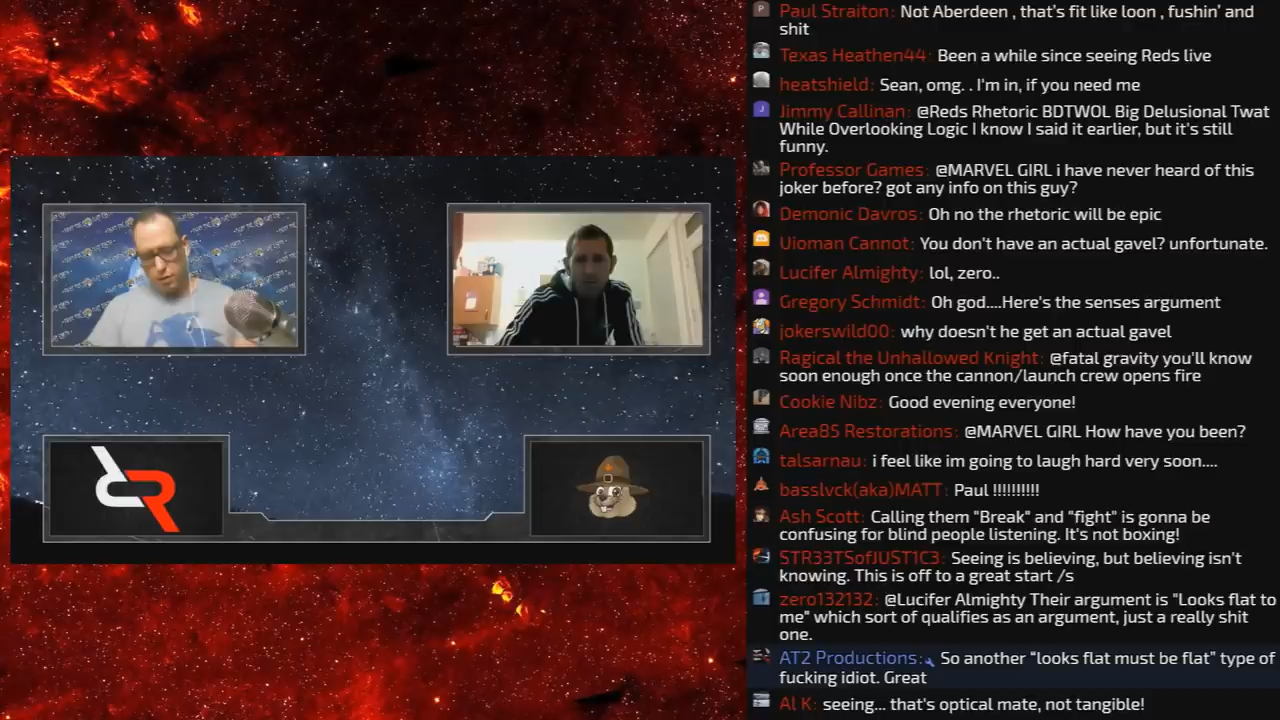 Paul Straiton: Not Aberdeen , that's fit like loon , fushin' and
shit
Texas Heathen44: Been a while since seeing Reds live
heatshield: Sean, omg. . I'm in, if you need me
Jimmy Callinan: @Reds Rhetoric BDTWOL Big Delusional Twat
While Overlooking Logic I know I said it earlier, but it's still
funny.
Professor Games: @MARVEL GIRL i have never heard of this
joker before? got any info on this guy?
Demonic Davros: Oh no the rhetoric will be epic
Uioman Cannot: You don't have an actual gavel? unfortunate.
Lucifer Almighty: lol, zero..
Gregory Schmidt: Oh god....Here's the senses argument
jokerswild00: why doesn't he get an actual gavel
Ragical the Unhallowed Knight: @fatal gravity you'll know
soon enough once the cannon/launch crew opens fire
Cookie Nibz: Good evening everyone!
Area85 Restorations: @MARVEL GIRL How have you been?
talsarnau: i feel like im going to laugh hard very soon....
basslvck(aka)MATT: Paul !!!!!!!!!!
Ash Scott: Calling them "Break" and "fight" is gonna be
confusing for blind people listening. It's not boxing!
STR33TSofJUST1C3: Seeing is believing, but believing isn't
knowing. This is off to a great start /s
zero132132: @Lucifer Almighty Their argument is "Looks flat to
me" which sort of qualifies as an argument, just a really shit
one.
AT2 Productions: So another “looks flat must be flat” type of
fucking idiot. Great
Al K: seeing... that's optical mate, not tangible!